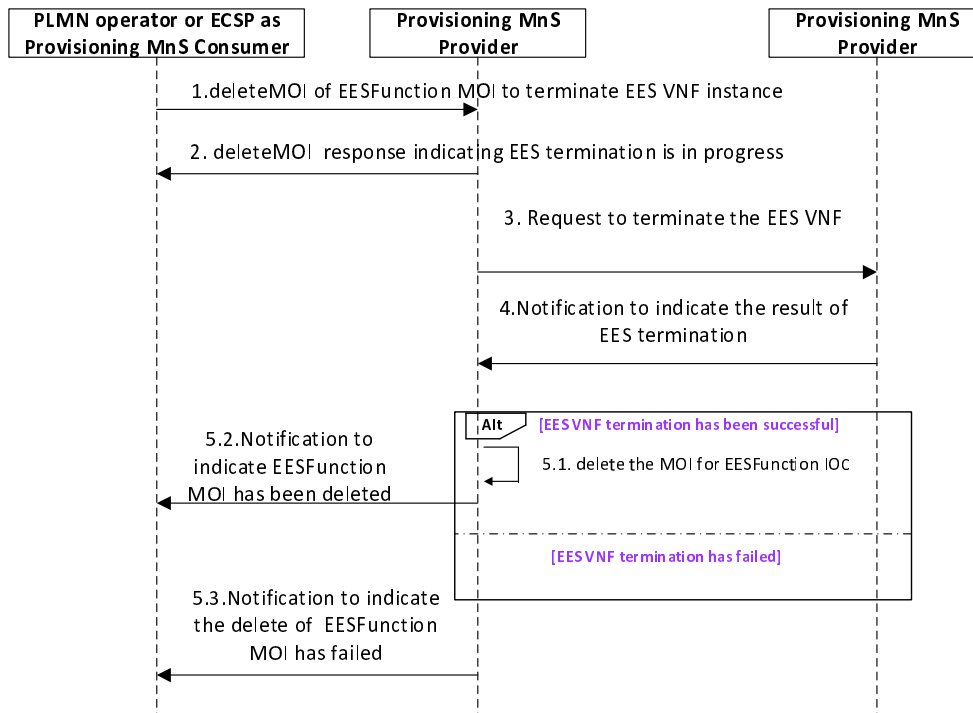 PLMN operator or ECSP as
Provisioning MnS Consumer
Provisioning MnS
Provider
Provisioning MnS
Provider
1.deleteMOI of EESFunction MOI to terminate EES VNF instance
2. deleteMOI response indicating EES termination is in progress
3. Request to terminate the EES VNF
4.Notification to indicate the result of
EES termination
Alt
[EES VNF termination has been successful]
5.1. delete the MOI for EESFunction IOC
5.2.Notification to
indicate EESFunction
MOI has been deleted
[EES VNF termination has failed]
5.3.Notification to indicate
the delete of EESFunction
MOI has failed